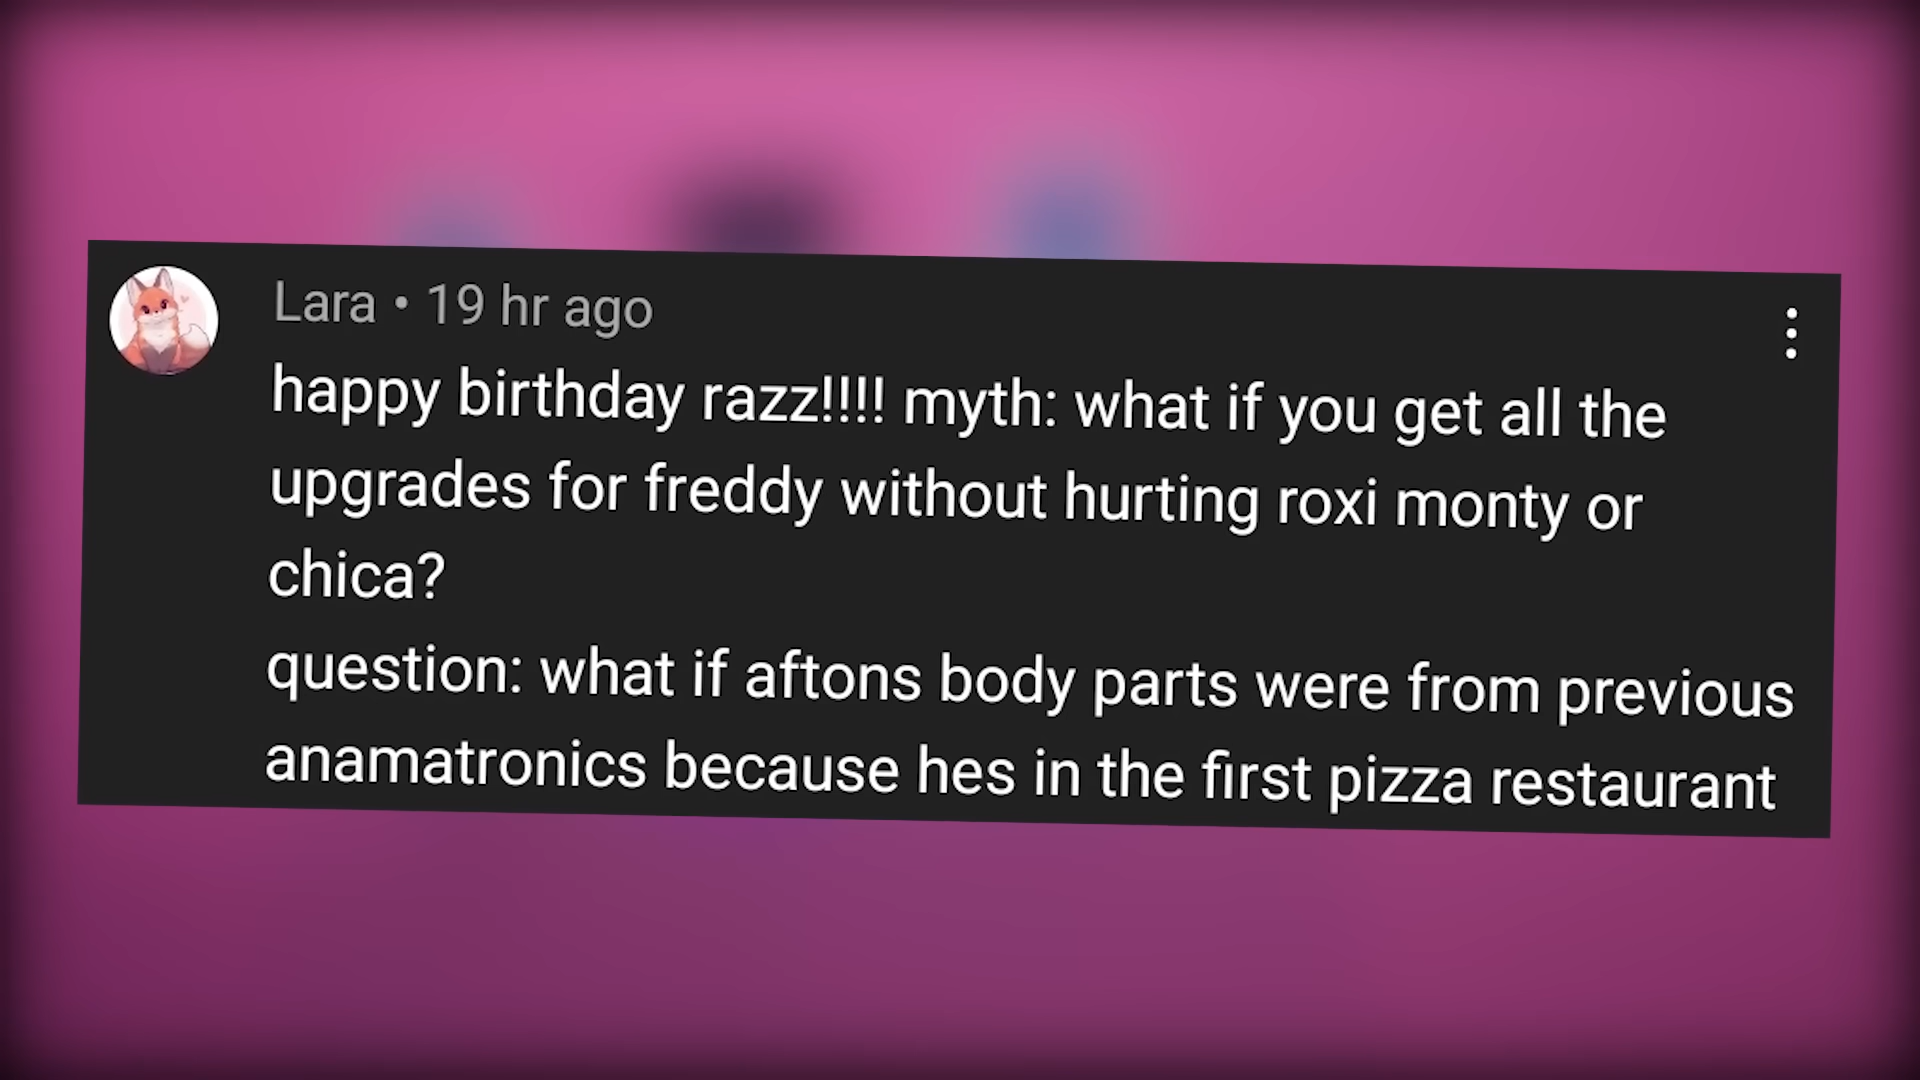 Lara • 19 hr ago
happy birthday razz!!!! myth: what if you get all the
upgrades for freddy without hurting roxi monty or
chica?
question: what if aftons body parts were from previous
anamatronics because hes in the first pizza restaurant